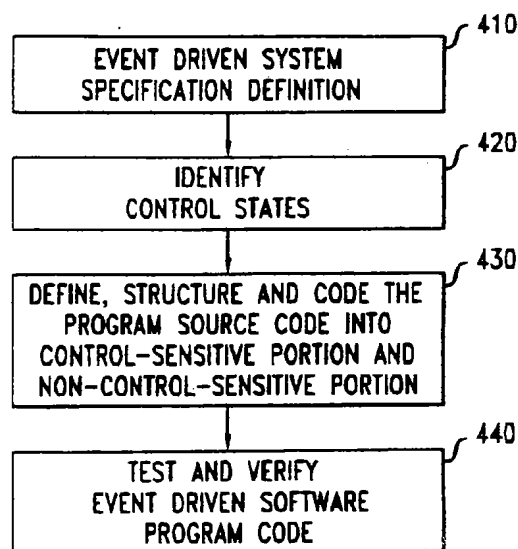 410
EVENT DRIVEN SYSTEM
SPECIFICATION DEFINITION
420
IDENTIFY
CONTROL STATES
430
DEFINE, STRUCTURE AND CODE THE
PROGRAM SOURCE CODE INTO
CONTROL-SENSITIVE PORTION AND
NON-CONTROL-SENSITIVE PORTION
440
TEST AND VERIFY
EVENT DRIVEN SOFTWARE
PROGRAM CODE